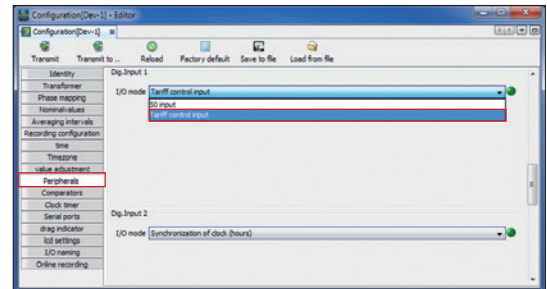 Configuration[Dev-1] - Editor
Configuration[Dev-1]
Transmit Transmit to .. Reload Factory default Save to file Load from file
Identity
Transformer
Phase mapping
Nominalvalues
Averaging intervals
Recording configuration
time
Timezone
value adjustment
Peripherals
Comparators
Clock timer
Serial ports
drag indicator
lcd settings
I/O naming
Online recording
Dig.Input 1
I/O mode Tariff control input
S0 input
Tariff control input
Dig.Input 2
I/O mode Synchronization of clock (hours)